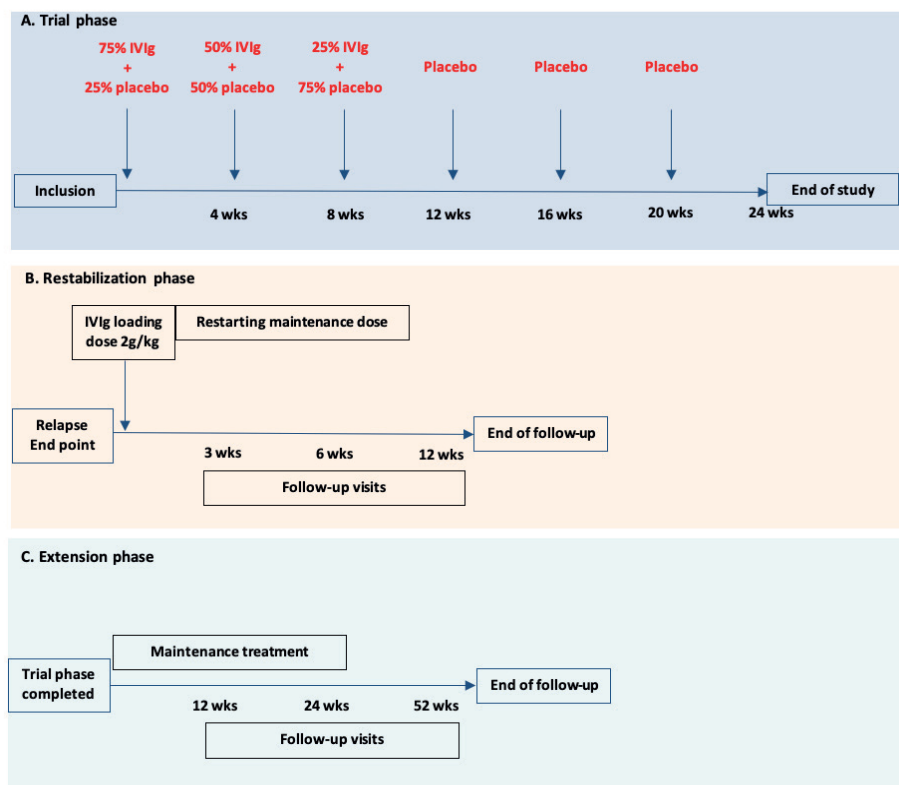 A. Trial phase
75% IVIg
+
25% placebo
50% IVIg
+
50% placebo
25% IVIg
+
75% placebo
Placebo
Placebo
Placebo
Inclusion
End of study
4 wks
8 wks
12 wks
16 wks
20 wks
24 wks
B. Restabilization phase
IVIg loading
dose 2g/kg
Restarting maintenance dose
Relapse
End point
End of follow-up
3 wks
6 wks
12 wks
Follow-up visits
C. Extension phase
Maintenance treatment
Trial phase
completed
End of follow-up
12 wks
24 wks
52 wks
Follow-up visits